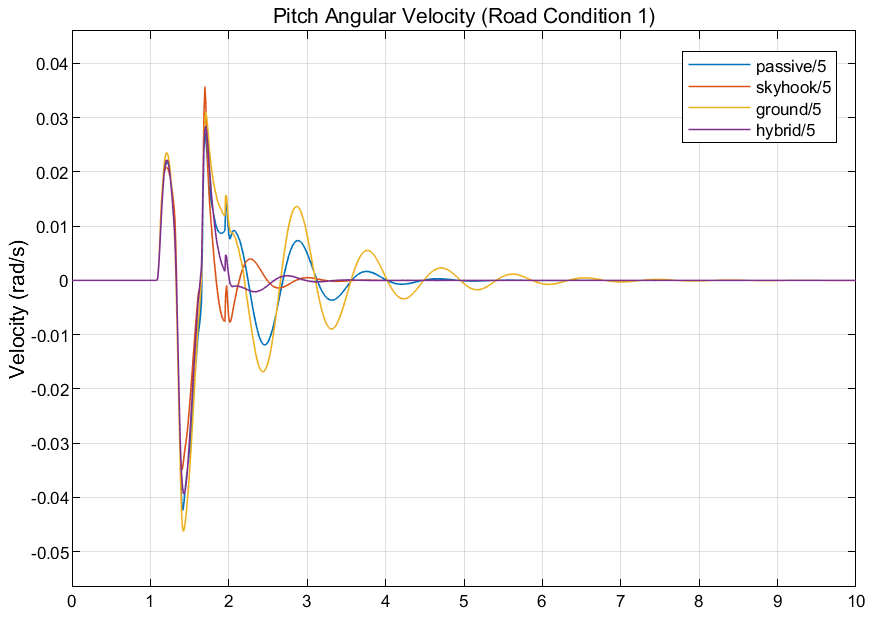 Pitch Angular Velocity (Road Condition 1)
passive/5
skyhook/5
ground/5
hybrid/5
Velocity (rad/s)
0.04
0.03
0.02
0.01
0
-0.01
-0.02
-0.03
-0.04
-0.05
0 1 2 3 4 5 6 7 8 9 10